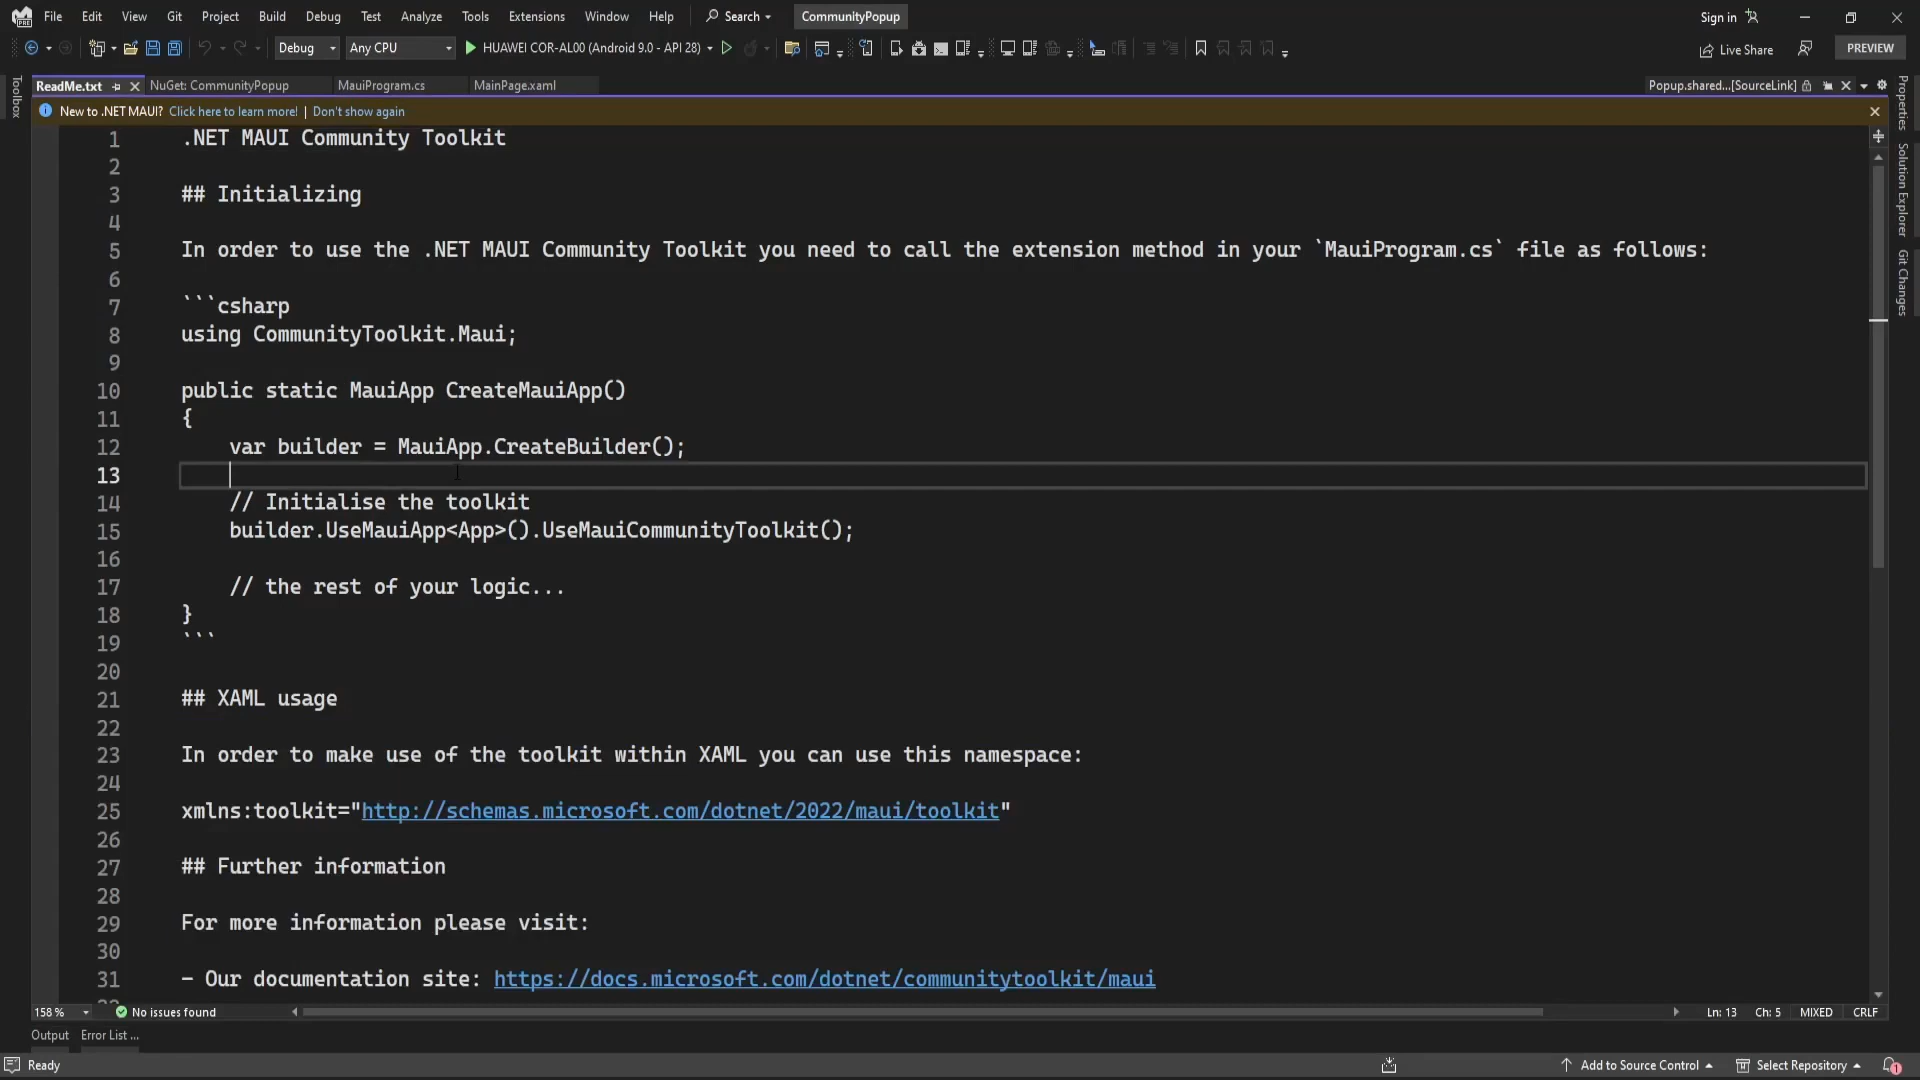 File Edit View Git Project Build Debug Test Analyze Tools Extensions Window Help Search CommunityPopup Sign in
PRE
Debug Any CPU HUAWEI COR-AL00 (Android 9.0 - API 28) Live Share PREVIEW
ReadMe.txt NuGet: CommunityPopup MauiProgram.cs MainPage.xaml Popup.shared...[SourceLink]
Toolbox
Properties
Solution Explorer
Git Changes
New to .NET MAUI? Click here to learn more! | Don't show again
1 .NET MAUI Community Toolkit
2
3 ## Initializing
4
5 In order to use the .NET MAUI Community Toolkit you need to call the extension method in your `MauiProgram.cs` file as follows:
6
7 ```csharp
8 using CommunityToolkit.Maui;
9
10 public static MauiApp CreateMauiApp()
11 {
12 var builder = MauiApp.CreateBuilder();
13
14 // Initialise the toolkit
15 builder.UseMauiApp<App>().UseMauiCommunityToolkit();
16
17 // the rest of your logic...
18 }
19 ```
20
21 ## XAML usage
22
23 In order to make use of the toolkit within XAML you can use this namespace:
24
25 xmlns:toolkit="http://schemas.microsoft.com/dotnet/2022/maui/toolkit"
26
27 ## Further information
28
29 For more information please visit:
30
31 - Our documentation site: https://docs.microsoft.com/dotnet/communitytoolkit/maui
158 % No issues found Ln: 13 Ch: 5 MIXED CRLF
Output Error List ...
Ready Add to Source Control Select Repository 1